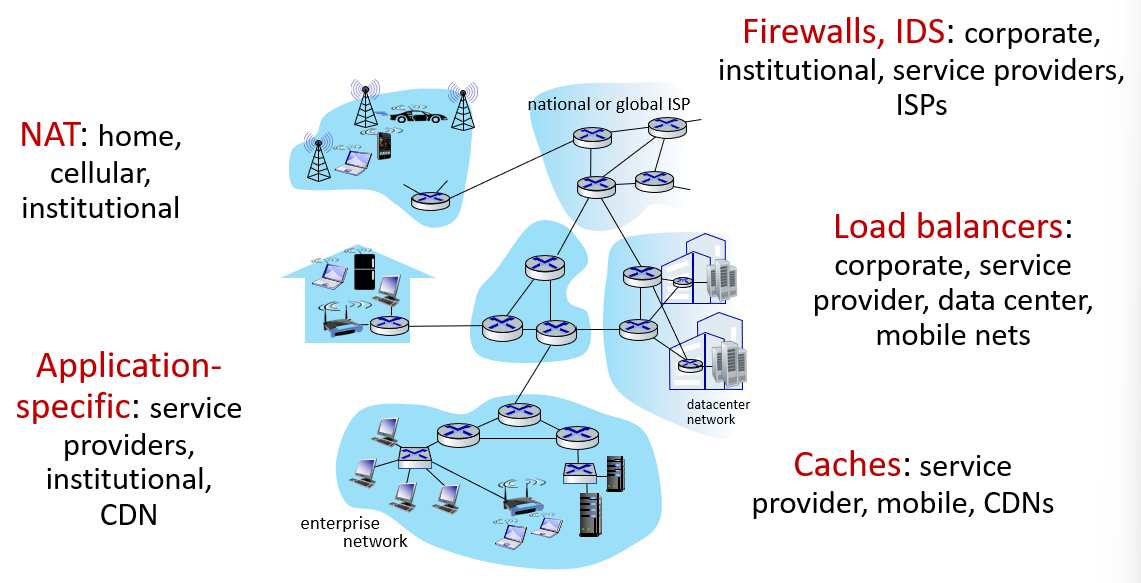 Firewalls, IDS: corporate,
institutional, service providers,
ISPs
national or global ISP
NAT: home,
cellular,
institutional
Load balancers:
corporate, service
provider, data center,
mobile nets
Application-
specific: service
providers,
institutional,
CDN
datacenter
network
Caches: service
provider, mobile, CDNs
enterprise
network